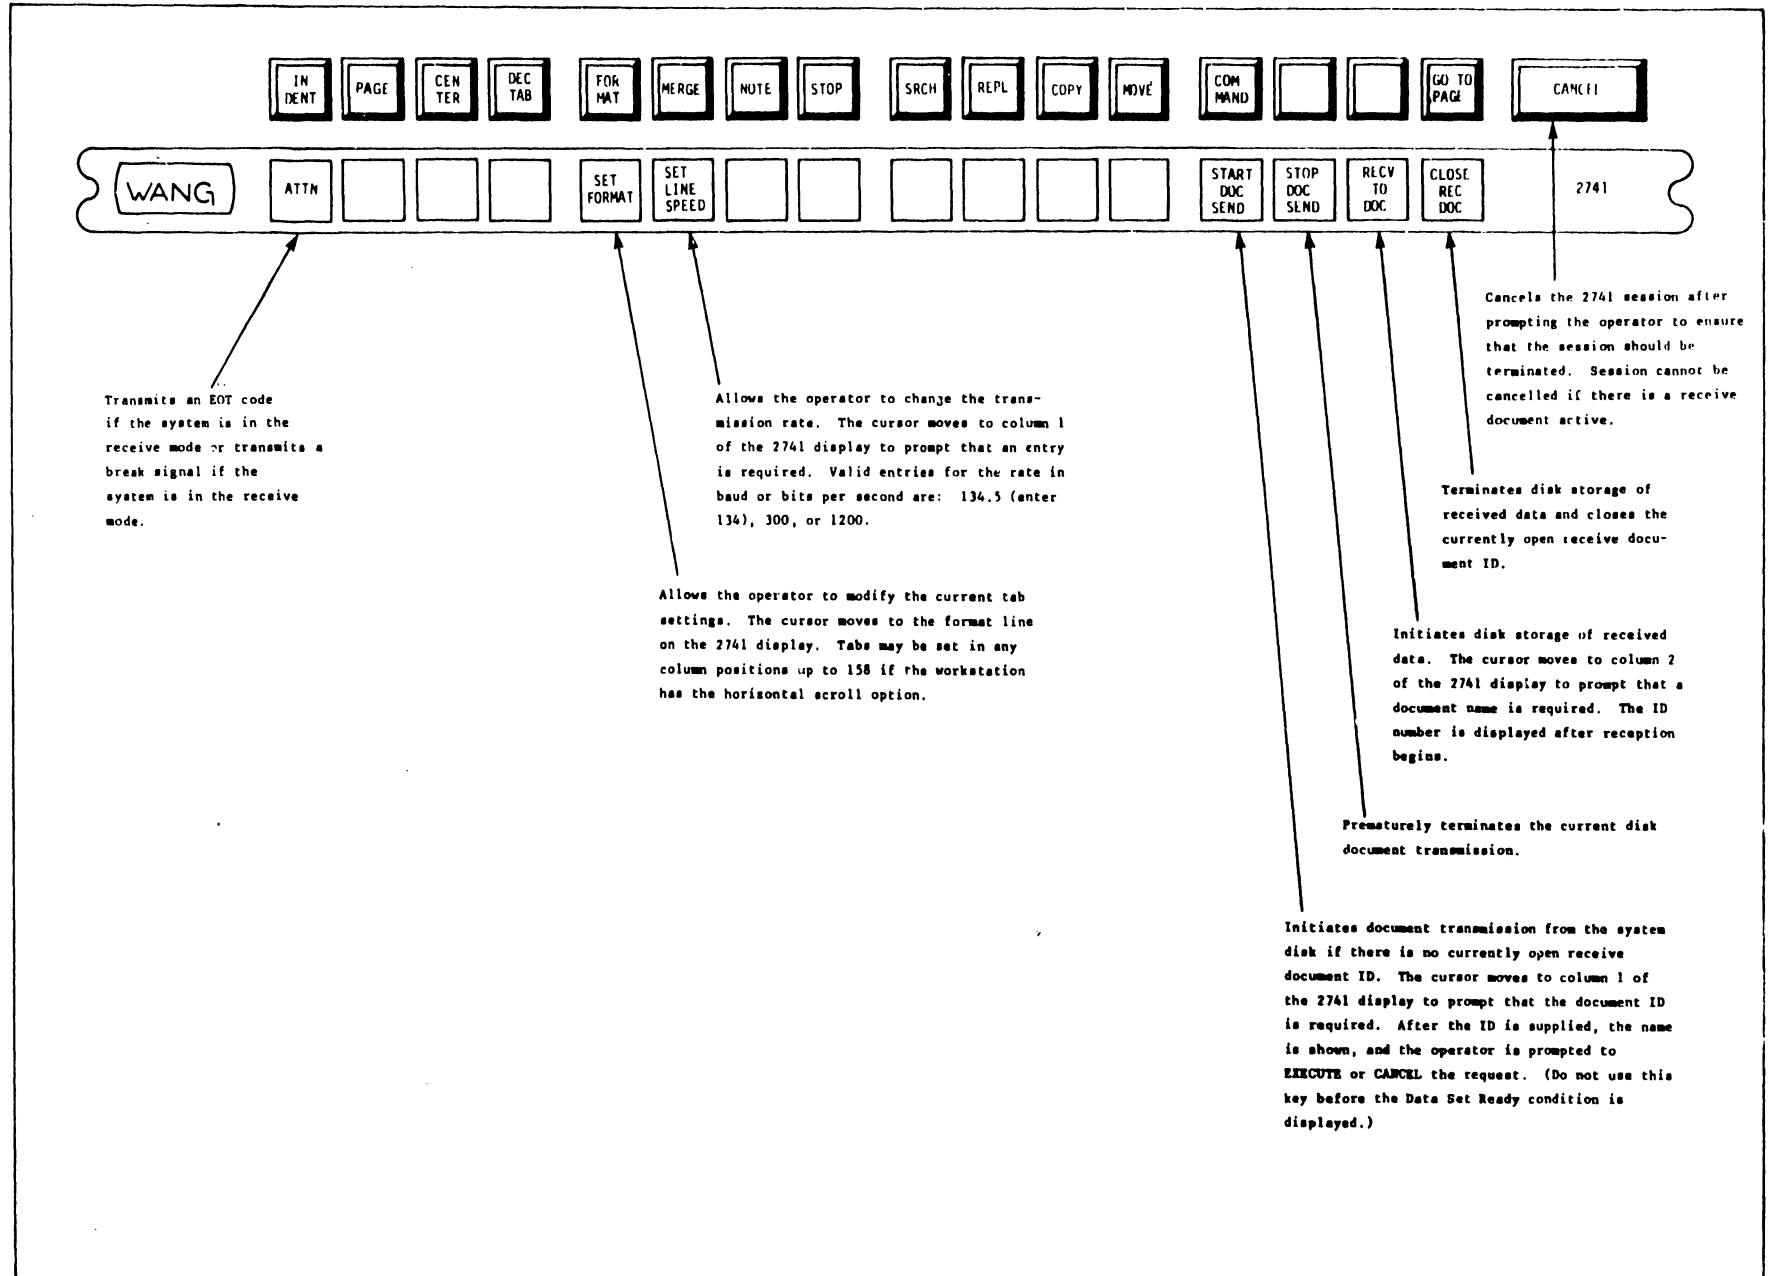 IN
DENT
PAGE
CEN
TER
DEC
TAB
FOR
MAT
MERGE
NOTE
STOP
SRCH
REPL
COPY
MOVE
COM
MAND
GO TO
PAGE
CANCEL
WANG
ATTN
SET
FORMAT
SET
LINE
SPEED
START
DOC
SEND
STOP
DOC
SEND
RECV
TO
DOC
CLOSE
REC
DOC
2741
Cancels the 2741 session after
prompting the operator to ensure
that the session should be
terminated. Session cannot be
cancelled if there is a receive
document active.
Transmits an EOT code
if the system is in the
receive mode or transmits a
break signal if the
system is in the receive
mode.
Allows the operator to change the trans-
mission rate. The cursor moves to column 1
of the 2741 display to prompt that an entry
is required. Valid entries for the rate in
baud or bits per second are: 134.5 (enter
134), 300, or 1200.
Terminates disk storage of
received data and closes the
currently open receive docu-
ment ID.
Allows the operator to modify the current tab
settings. The cursor moves to the format line
on the 2741 display. Tabs may be set in any
column positions up to 158 if the workstation
has the horizontal scroll option.
Initiates disk storage of received
data. The cursor moves to column 2
of the 2741 display to prompt that a
document name is required. The ID
number is displayed after reception
begins.
Prematurely terminates the current disk
document transmission.
Initiates document transmission from the system
disk if there is no currently open receive
document ID. The cursor moves to column 1 of
the 2741 display to prompt that the document ID
is required. After the ID is supplied, the name
is shown, and the operator is prompted to
EXECUTE or CANCEL the request. (Do not use this
key before the Data Set Ready condition is
displayed.)